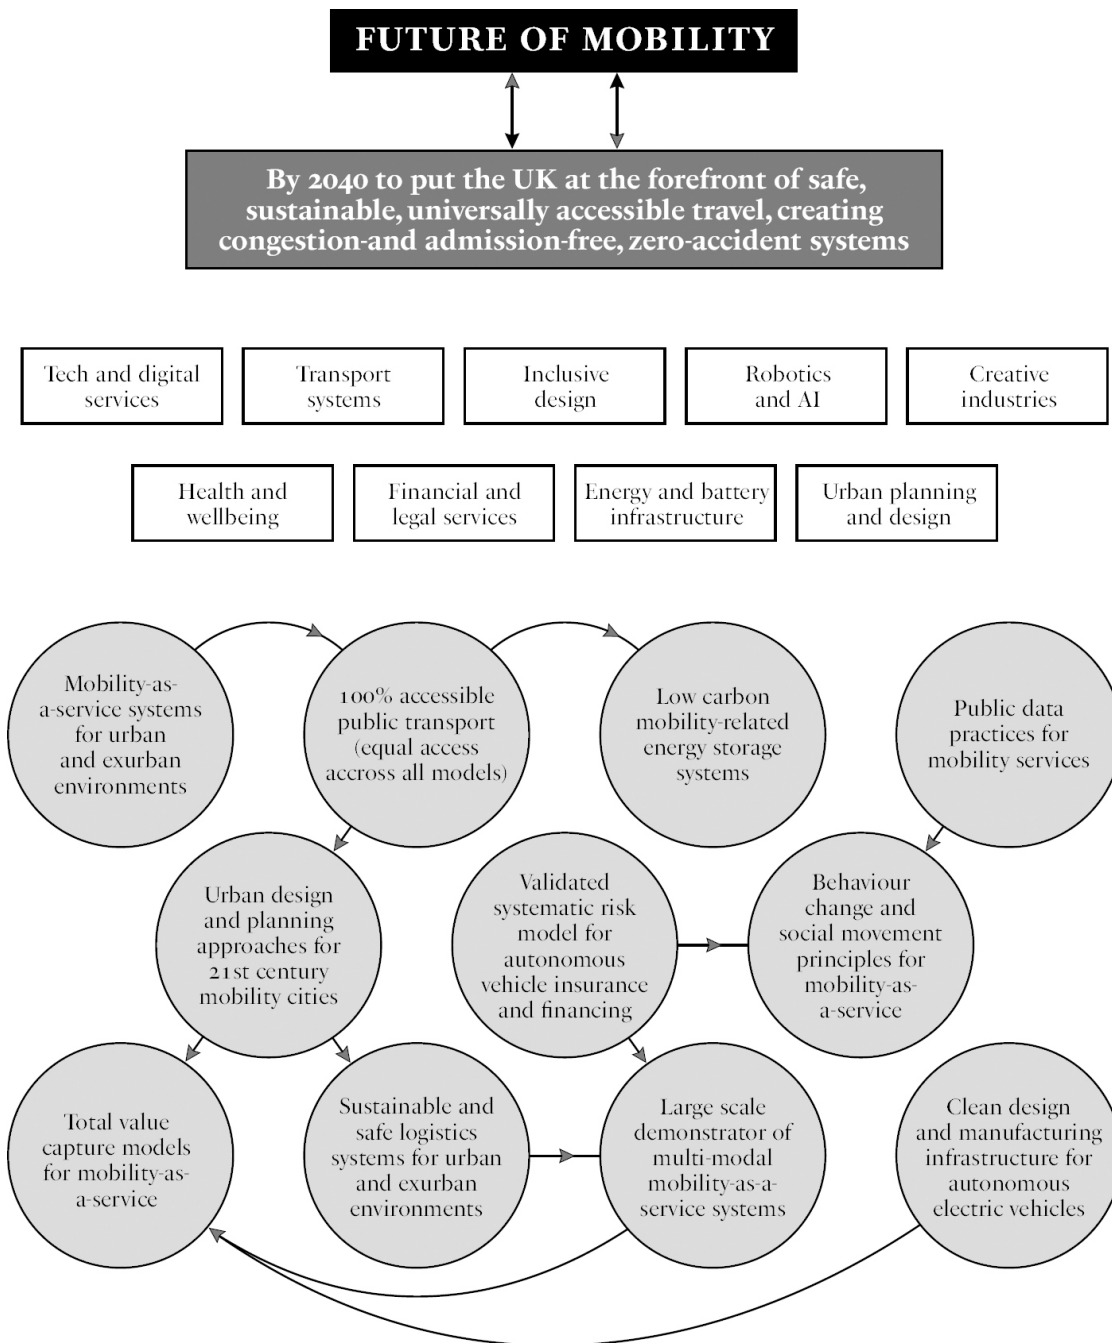 FUTURE OF MOBILITY
By 2040 to put the UK at the forefront of safe,
sustainable, universally accessible travel, creating
congestion-and admission-free, zero-accident systems
Tech and digital
services
Transport
systems
Inclusive
design
Robotics
and AI
Creative
industries
Health and
wellbeing
Financial and
legal services
Energy and battery
infrastructure
Urban planning
and design
Mobility-as-
a-service systems
for urban
and exurban
environments
100% accessible
public transport
(equal access
accross all models)
Low carbon
mobility-related
energy storage
systems
Public data
practices for
mobility services
Urban design
and planning
approaches for
21st century
mobility cities
Validated
systematic risk
model for
autonomous
vehicle insurance
and financing
Behaviour
change and
social movement
principles for
mobility-as-
a-service
Total value
capture models
for mobility-as-
a-service
Sustainable and
safe logistics
systems for urban
and exurban
environments
Large scale
demonstrator of
multi-modal
mobility-as-a-
service systems
Clean design
and manufacturing
infrastructure for
autonomous
electric vehicles